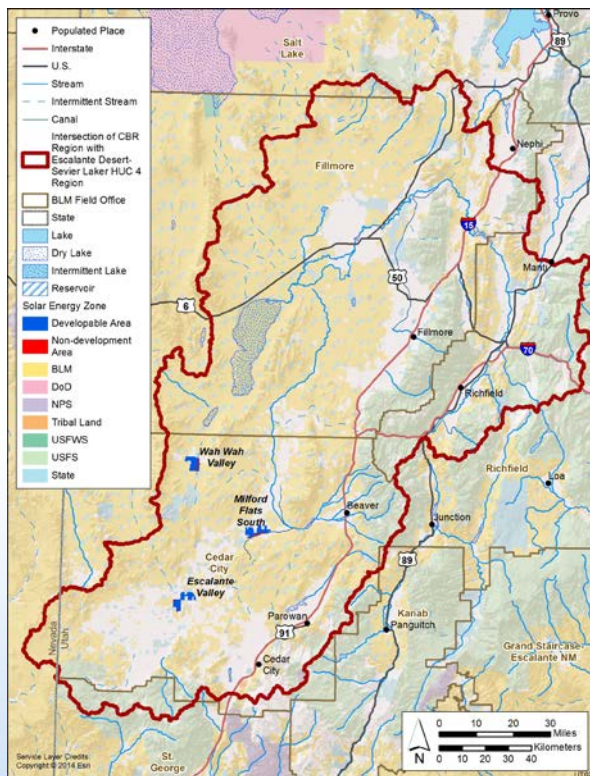 Populated Place
Interstate
U.S.
Stream
Intermittent Stream
Canal
Intersection of CBR
Region with
Escalante Desert-
Sevier Laker HUC 4
Region
BLM Field Office
State
Lake
Dry Lake
Intermittent Lake
Reservoir
Solar Energy Zone
Developable Area
Non-development
Area
BLM
DoD
NPS
Tribal Land
USFWS
USFS
State
Provo
89
Salt
Lake
Nephi
Fillmore
15
Manti
50
6
Fillmore
70
Richfield
Wah Wah
Valley
Richfield
Loa
Milford
Flats
South
Beaver
Junction
Cedar
City
89
Escalante
Valley
Kanab
Panguitch
Parowan
91
Nevada
Utah
Grand Staircase-
Escalante NM
Cedar
City
St.
George
N
0 10 20 30
Miles
0 10 20 30 40
Kilometers
Service Layer Credits:
Copyright © 2014 Esri